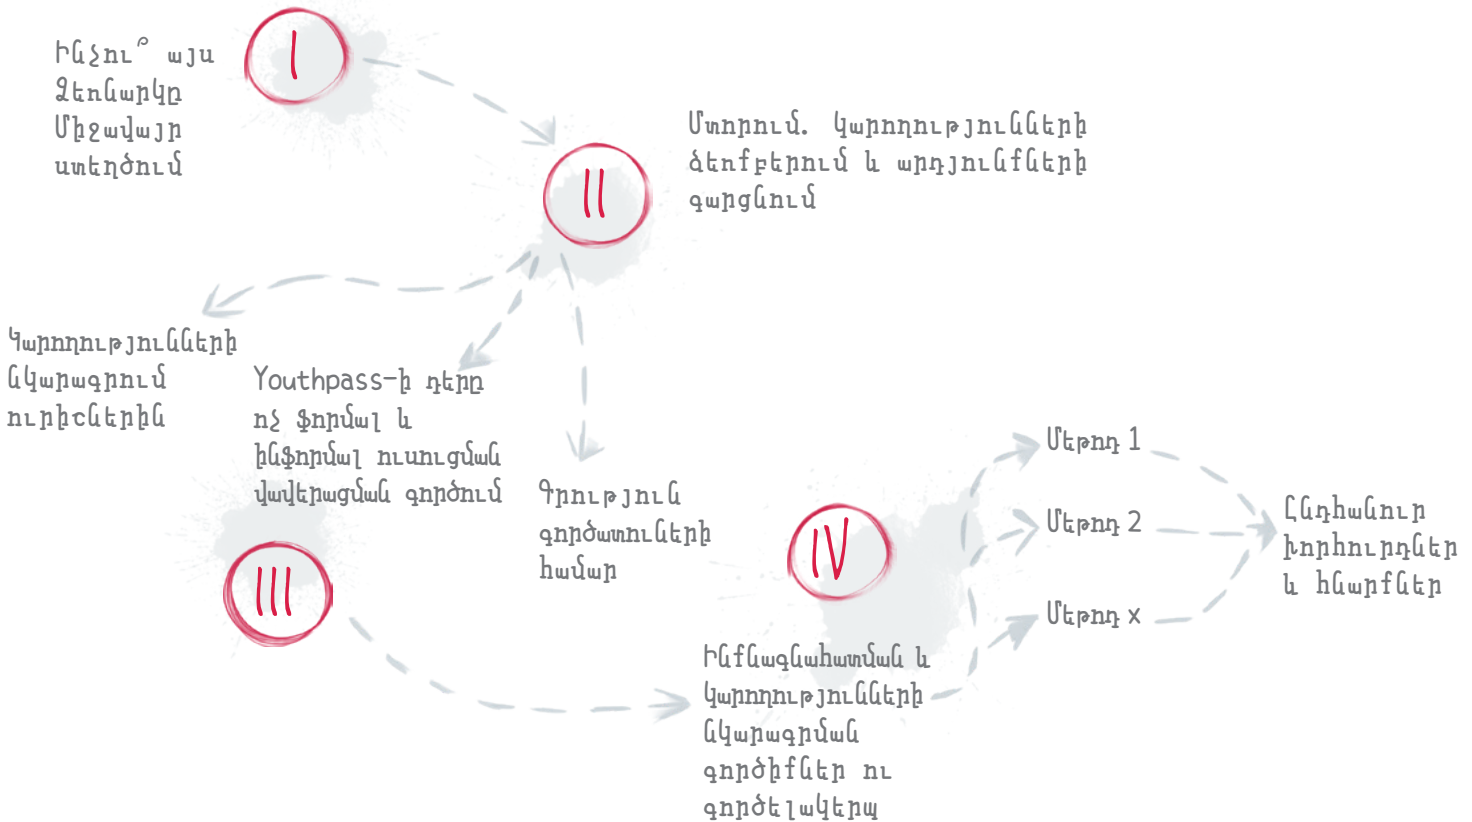 Ինչու՞ այս
Ձեռնարկը
Միջավայր
ստեղծում
I
II
Մտորում. կարողությունների
ձեռքբերում և արդյունքների
գարգնում
Կարողությունների
նկարագրում
ուրիշներին
Youthpass-ի դերը
ոչ ֆորմալ և
ինֆորմալ ուսուցման
վավերացման գործում
Գրություն
գործատուների
համար
III
IV
Ինքնագնահատման և
կարողությունների
նկարագրման
գործիքներ ու
գործելակերպ
Մեթոդ 1
Մեթոդ 2
Մեթոդ x
Ընդհանուր
խորհուրդներ
և հնարքներ